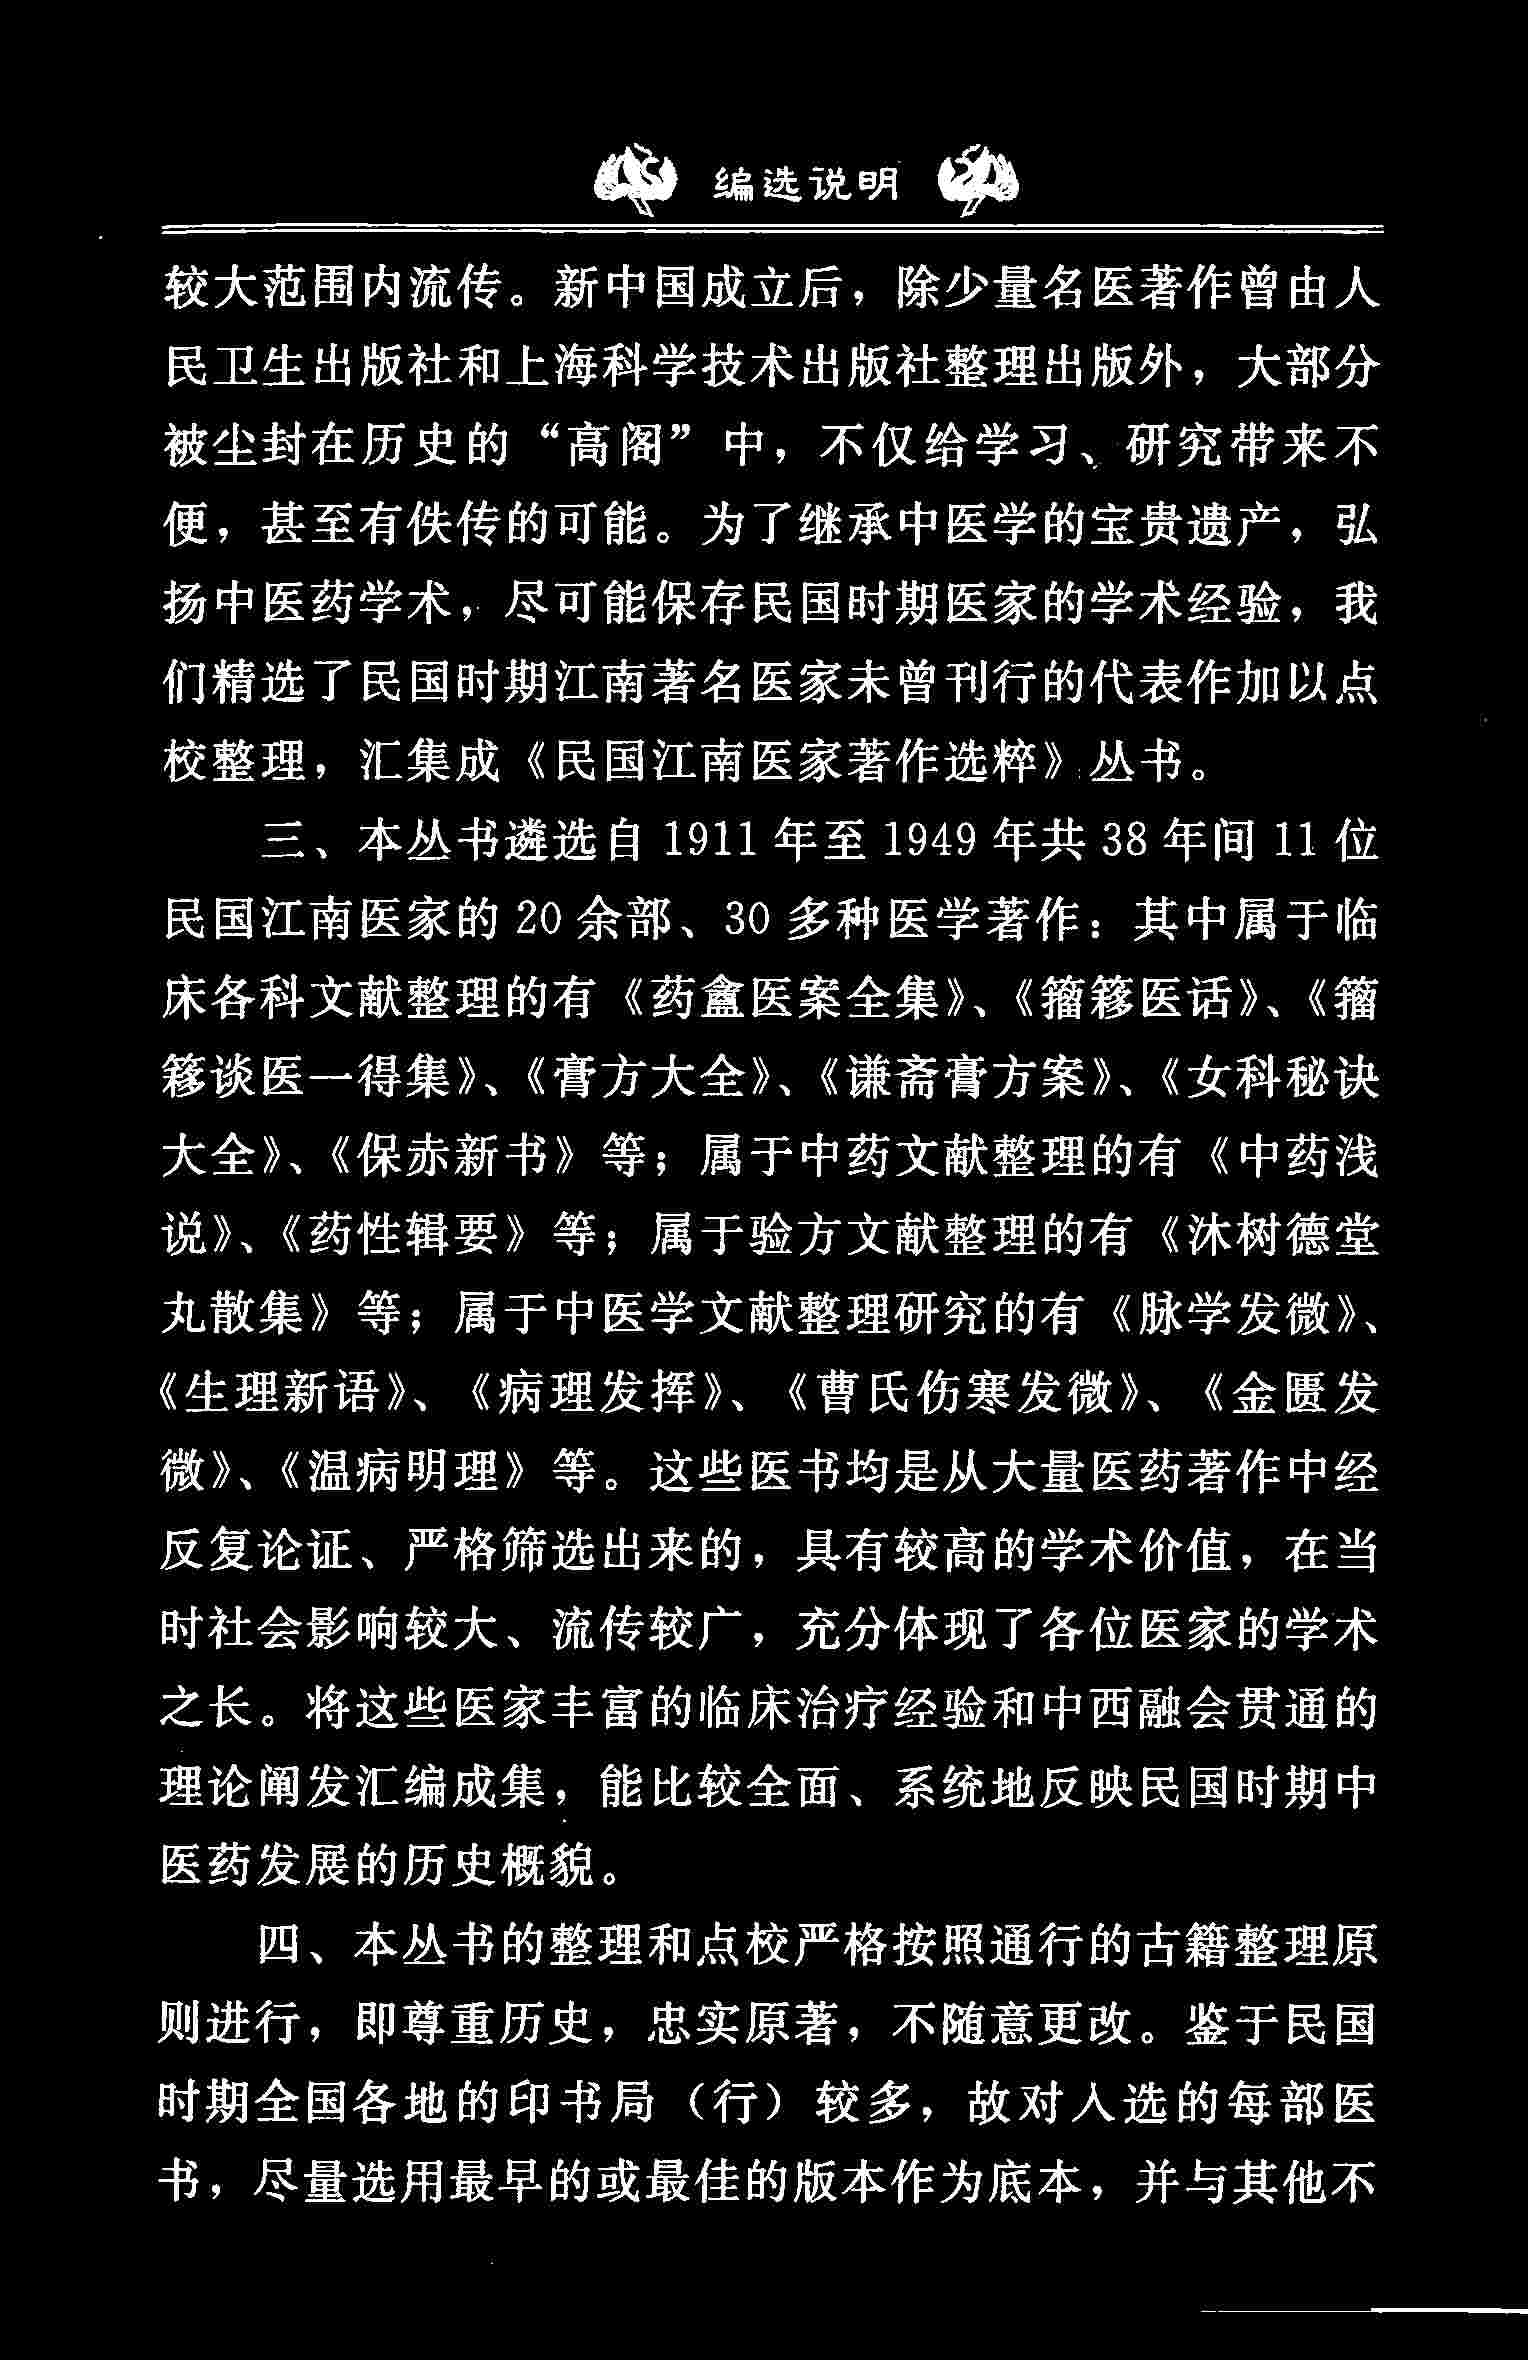 编选说明
较大范围内流传。新中国成立后，除少量名医著作曾由人
民卫生出版社和上海科学技术出版社整理出版外，大部分
被尘封在历史的“高阁”中，不仅给学习、研究带来不
便，甚至有佚传的可能。为了继承中医学的宝贵遗产，弘
扬中医药学术，尽可能保存民国时期医家的学术经验，我
们精选了民国时期江南著名医家未曾刊行的代表作加以点
校整理，汇集成《民国江南医家著作选粹》丛书。
三、本丛书遴选自 1911 年至 1949 年共 38 年间 11 位
民国江南医家的 20 余部、30 多种医学著作：其中属于临
床各科文献整理的有《药盦医案全集》、《籀簃医话》、《籀
簃谈医一得集》、《膏方大全》、《谦斋膏方案》、《女科秘诀
大全》、《保赤新书》等；属于中药文献整理的有《中药浅
说》、《药性辑要》等；属于验方文献整理的有《沐树德堂
丸散集》等；属于中医学文献整理研究的有《脉学发微》、
《生理新语》、《病理发挥》、《曹氏伤寒发微》、《金匮发
微》、《温病明理》等。这些医书均是从大量医药著作中经
反复论证、严格筛选出来的，具有较高的学术价值，在当
时社会影响较大、流传较广，充分体现了各位医家的学术
之长。将这些医家丰富的临床治疗经验和中西融会贯通的
理论阐发汇编成集，能比较全面、系统地反映民国时期中
医药发展的历史概貌。
四、本丛书的整理和点校严格按照通行的古籍整理原
则进行，即尊重历史，忠实原著，不随意更改。鉴于民国
时期全国各地的印书局（行）较多，故对入选的每部医
书，尽量选用最早的或最佳的版本作为底本，并与其他不